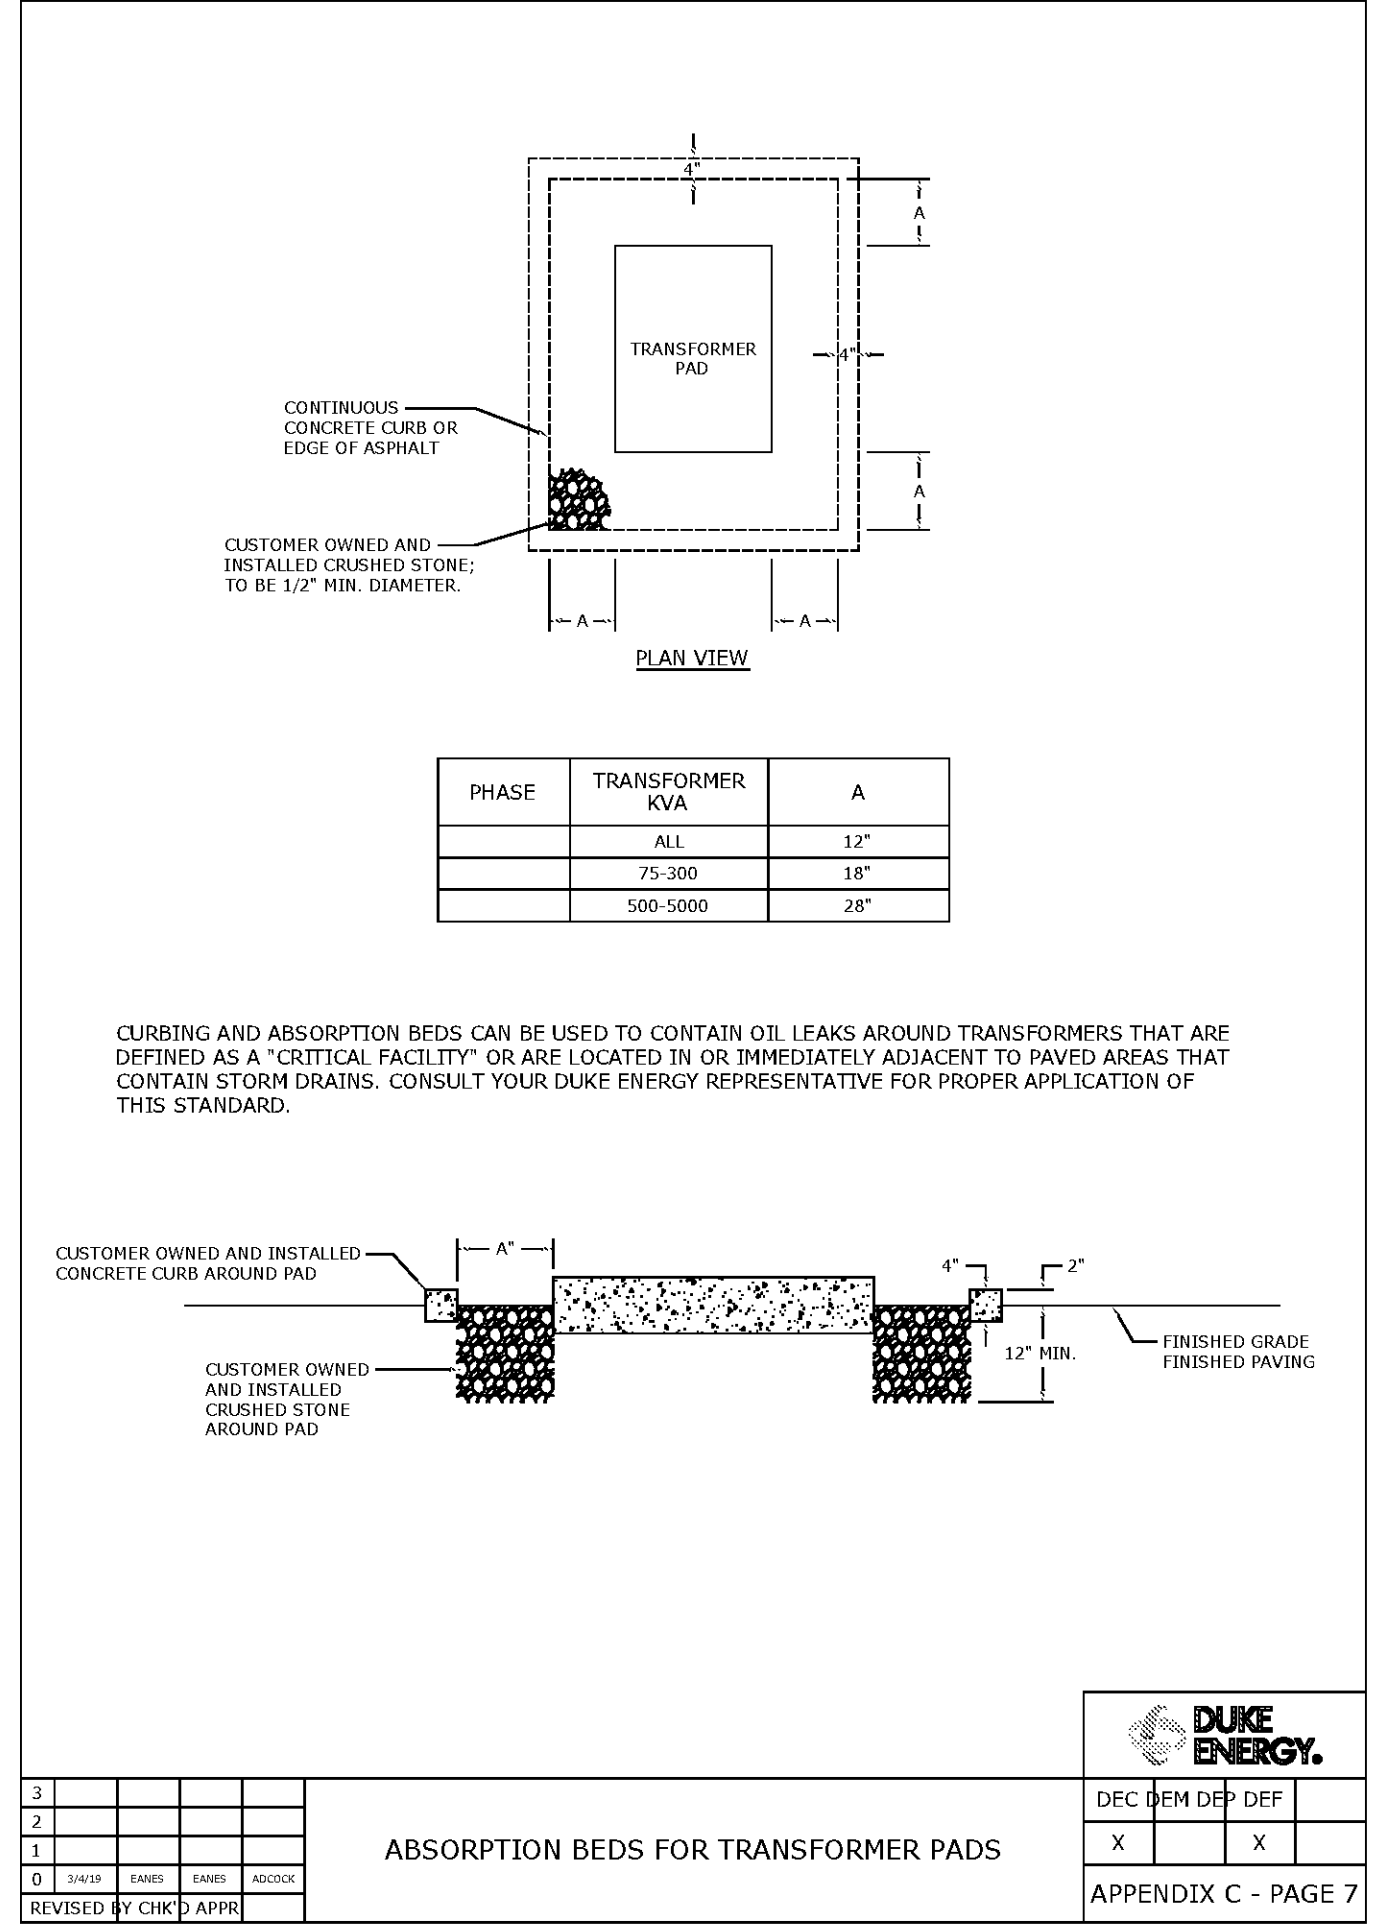 4"
A
TRANSFORMER
PAD
4"
CONTINUOUS
CONCRETE CURB OR
EDGE OF ASPHALT
A
CUSTOMER OWNED AND
INSTALLED CRUSHED STONE;
TO BE 1/2" MIN. DIAMETER.
A A
PLAN VIEW
PHASE TRANSFORMER KVA A
ALL 12"
75-300 18"
500-5000 28"
CURBING AND ABSORPTION BEDS CAN BE USED TO CONTAIN OIL LEAKS AROUND TRANSFORMERS THAT ARE
DEFINED AS A "CRITICAL FACILITY" OR ARE LOCATED IN OR IMMEDIATELY ADJACENT TO PAVED AREAS THAT
CONTAIN STORM DRAINS. CONSULT YOUR DUKE ENERGY REPRESENTATIVE FOR PROPER APPLICATION OF
THIS STANDARD.
CUSTOMER OWNED AND INSTALLED
CONCRETE CURB AROUND PAD
A"
4" 2"
12" MIN.
FINISHED GRADE
FINISHED PAVING
CUSTOMER OWNED
AND INSTALLED
CRUSHED STONE
AROUND PAD
DUKE
ENERGY.
3
2
1
0 3/4/19 EANES EANES ADCOCK
REVISED BY CHK'D APPR
ABSORPTION BEDS FOR TRANSFORMER PADS
DEC DEM DEP DEF
X X
APPENDIX C - PAGE 7